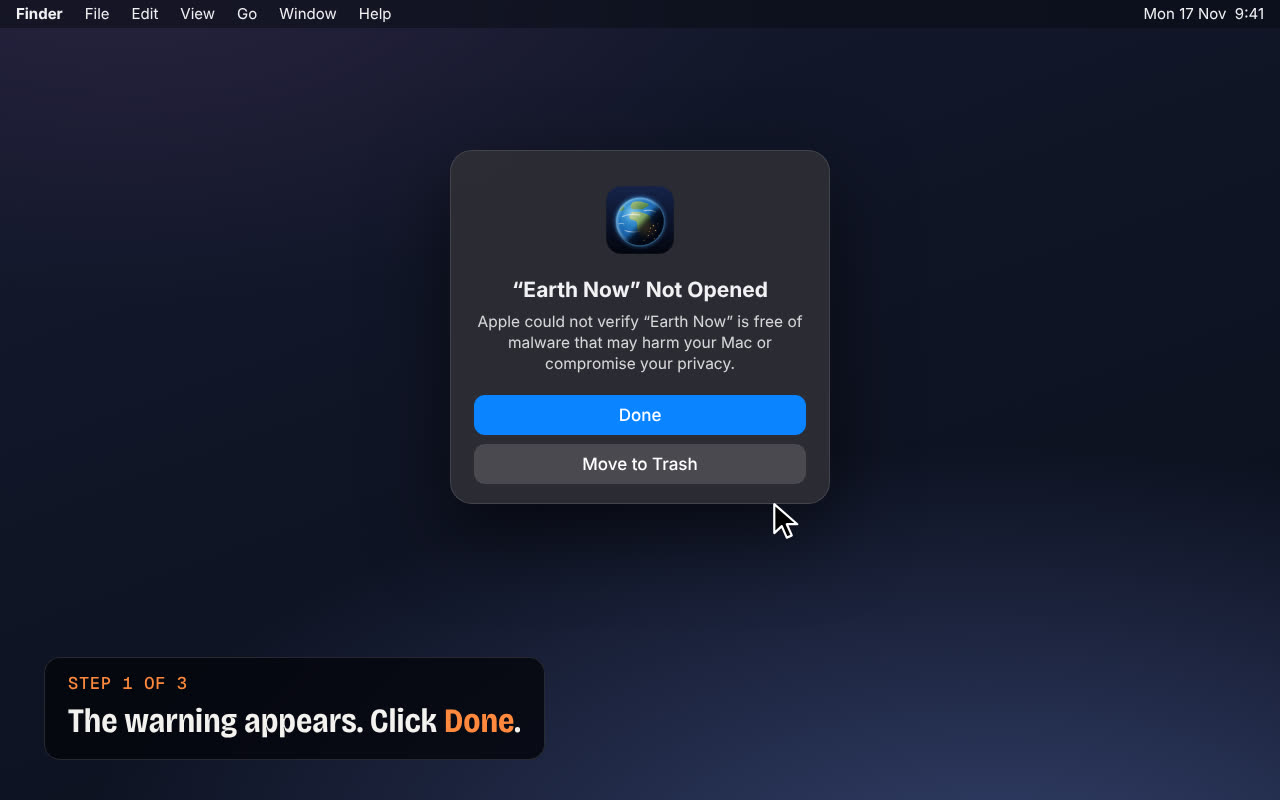 Finder File Edit View Go Window Help Mon 17 Nov 9:41
“Earth Now” Not Opened
Apple could not verify “Earth Now” is free of
malware that may harm your Mac or
compromise your privacy.
Done
Move to Trash
STEP 1 OF 3
The warning appears. Click Done.